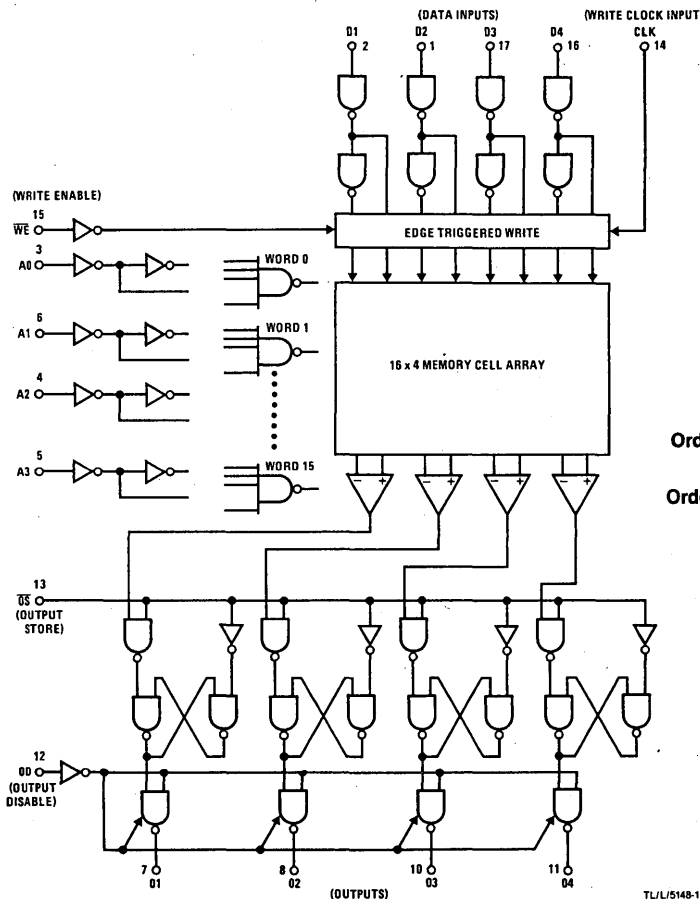 (DATA INPUTS)
(WRITE CLOCK INPUT
D1 D2 D3 D4 CLK
2 1 17 16 14
(WRITE ENABLE)
15
WE
EDGE TRIGGERED WRITE
3
A0
WORD 0
6
A1
WORD 1
16 x 4 MEMORY CELL ARRAY
4
A2
5
A3
WORD 15
Ord
Orde
- + - + - + - +
13
OS
(OUTPUT
STORE)
12
OD
(OUTPUT
DISABLE)
7 8 10 11
O1 O2 O3 O4
(OUTPUTS)
TL/L/5148-1